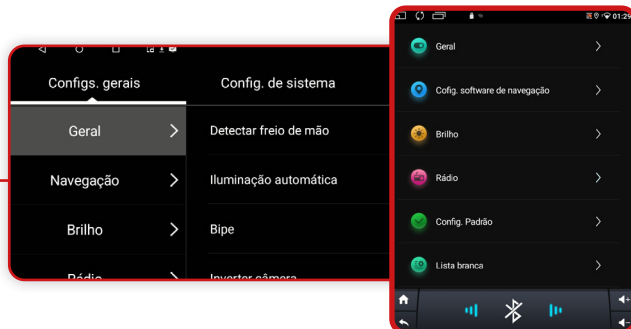 Configs. gerais
Config. de sistema
Geral
Detectar freio de mão
Navegação
Iluminação automática
Brilho
Bipe
Rádio
Inverter câmera
01:29
Geral
Cofig. software de navegação
Brilho
Rádio
Config. Padrão
Lista branca